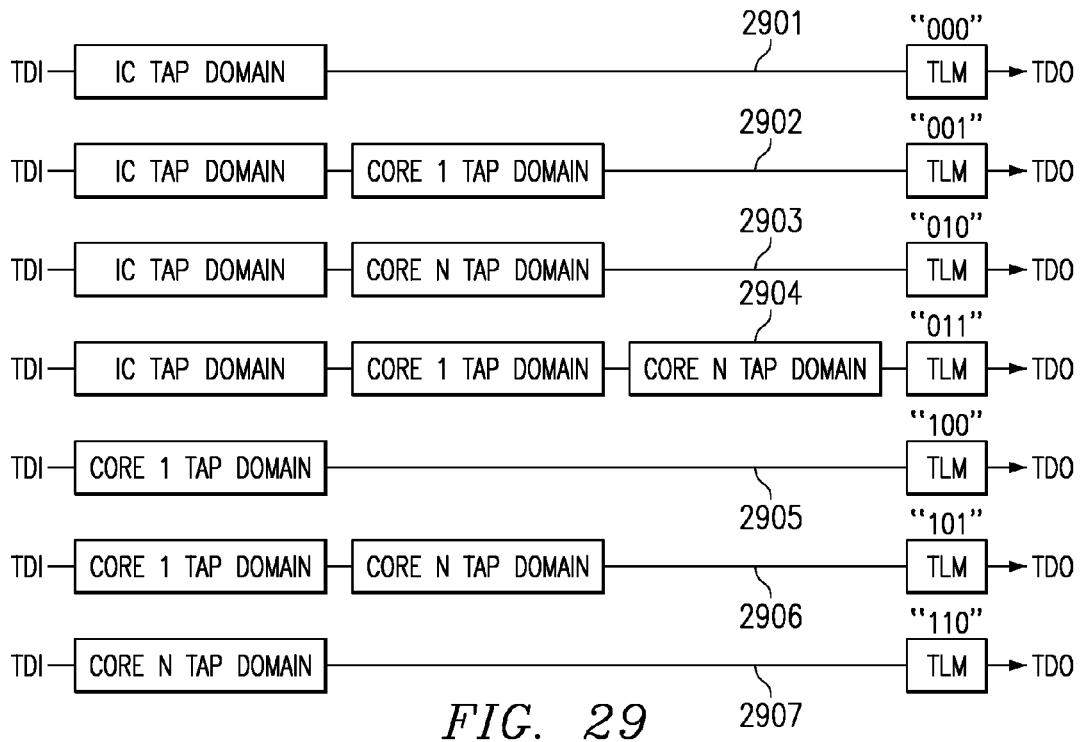 2901 "000"
TDI IC TAP DOMAIN TLM TDO
2902 "001"
TDI IC TAP DOMAIN CORE 1 TAP DOMAIN TLM TDO
2903 "010"
TDI IC TAP DOMAIN CORE N TAP DOMAIN TLM TDO
2904 "011"
TDI IC TAP DOMAIN CORE 1 TAP DOMAIN CORE N TAP DOMAIN TLM TDO
"100"
TDI CORE 1 TAP DOMAIN TLM TDO
2905 "101"
TDI CORE 1 TAP DOMAIN CORE N TAP DOMAIN TLM TDO
2906 "110"
TDI CORE N TAP DOMAIN TLM TDO
FIG. 29 2907